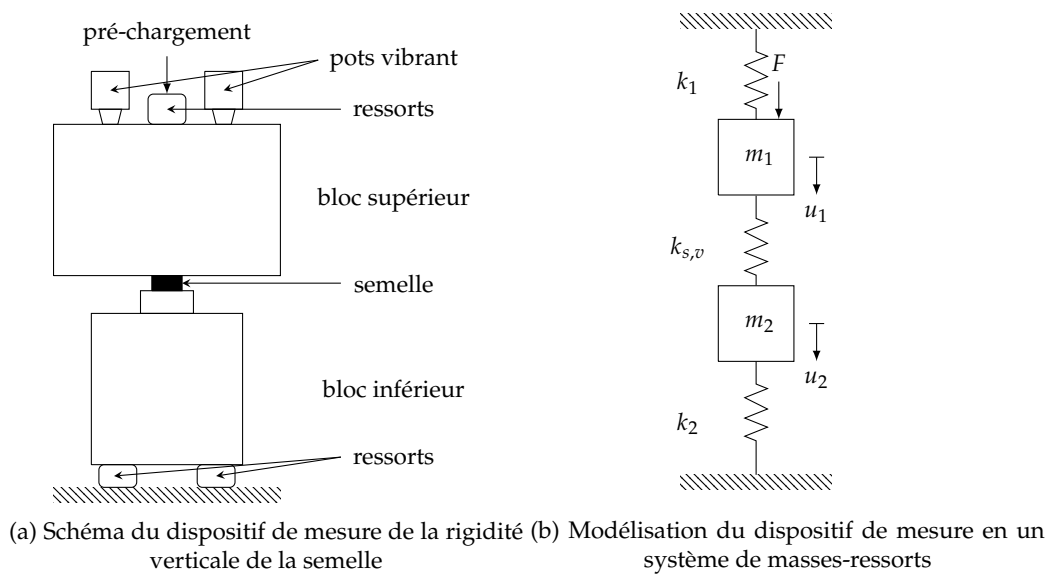 pré-chargement
pots vibrant
ressorts
bloc supérieur
semelle
bloc inférieur
ressorts
k1
F
m1
u1
ks,v
m2
u2
k2
(a) Schéma du dispositif de mesure de la rigidité
verticale de la semelle
(b) Modélisation du dispositif de mesure en un
système de masses-ressorts